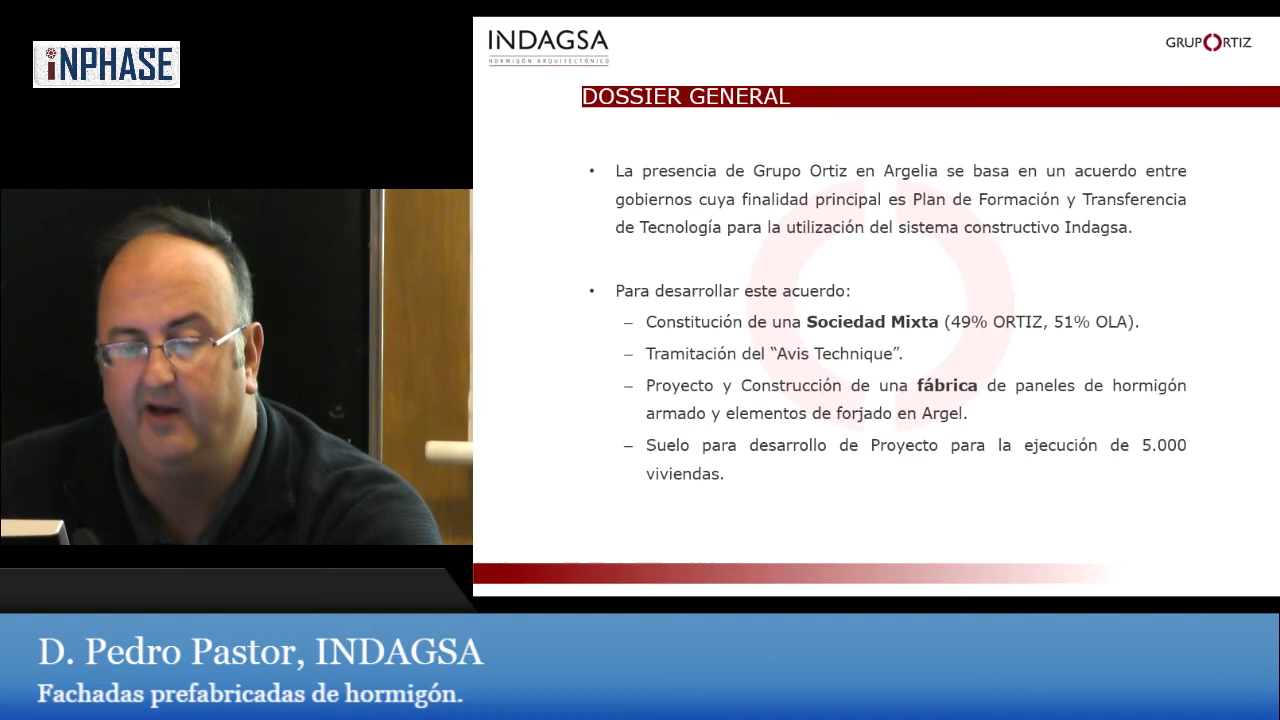 iNPHASE
INDAGSA
HORMIGÓN ARQUITECTÓNICO
GRUPORTIZ
DOSSIER GENERAL
• La presencia de Grupo Ortiz en Argelia se basa en un acuerdo entre
gobiernos cuya finalidad principal es Plan de Formación y Transferencia
de Tecnología para la utilización del sistema constructivo Indagsa.
• Para desarrollar este acuerdo:
– Constitución de una Sociedad Mixta (49% ORTIZ, 51% OLA).
– Tramitación del “Avis Technique”.
– Proyecto y Construcción de una fábrica de paneles de hormigón
armado y elementos de forjado en Argel.
– Suelo para desarrollo de Proyecto para la ejecución de 5.000
viviendas.
D. Pedro Pastor, INDAGSA
Fachadas prefabricadas de hormigón.